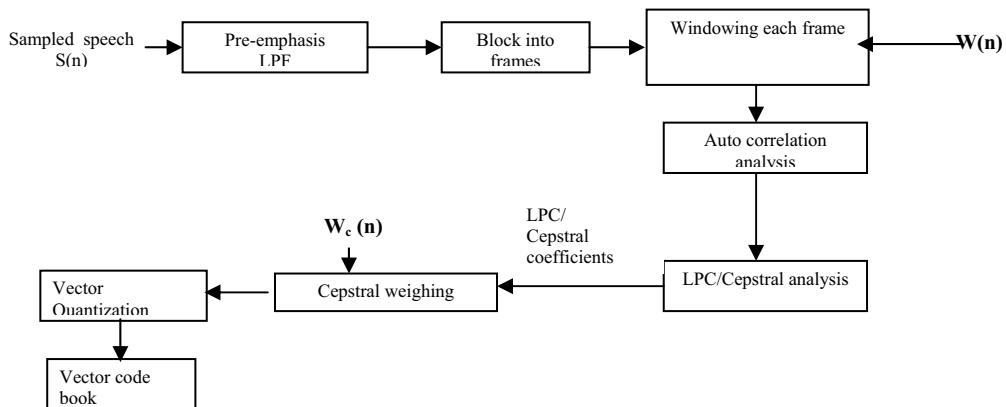 Sampled speech
S(n)
Pre-emphasis
LPF
Block into
frames
Windowing each frame
W(n)
Auto correlation
analysis
LPC/
Cepstral
coefficients
Wc (n)
LPC/Cepstral analysis
Cepstral weighing
Vector
Quantization
Vector code
book